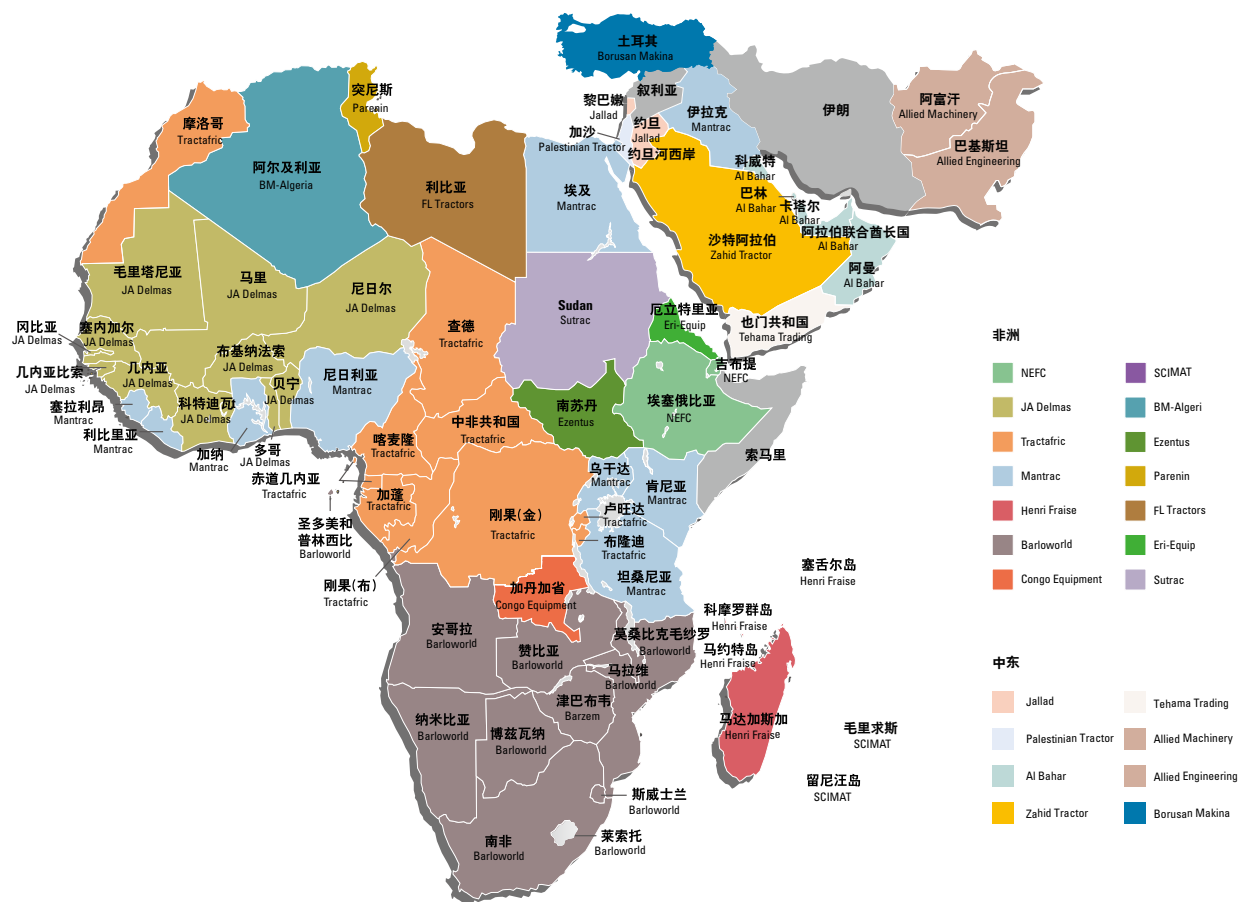 土耳其
Borusan Makina
叙利亚
黎巴嫩
Jallad
加沙
Palestinian Tractor
约旦
Jallad
约旦河西岸
伊拉克
Mantrac
伊朗
阿富汗
Allied Machinery
巴基斯坦
Allied Engineering
科威特
Al Bahar
巴林
Al Bahar
卡塔尔
Al Bahar
阿拉伯联合酋长国
Al Bahar
沙特阿拉伯
Zahid Tractor
阿曼
Al Bahar
也门共和国
Tehama Trading
突尼斯
Parenin
摩洛哥
Tractafric
阿尔及利亚
BM-Algeria
利比亚
FL Tractors
埃及
Mantrac
毛里塔尼亚
JA Delmas
马里
JA Delmas
尼日尔
JA Delmas
查德
Tractafric
Sudan
Sutrac
厄立特里亚
Eri-Equip
吉布提
NEFC
冈比亚
JA Delmas
塞内加尔
JA Delmas
几内亚比索
JA Delmas
几内亚
JA Delmas
布基纳法索
JA Delmas
贝宁
JA Delmas
尼日利亚
Mantrac
塞拉利昂
Mantrac
科特迪瓦
JA Delmas
利比里亚
Mantrac
加纳
Mantrac
多哥
JA Delmas
喀麦隆
Tractafric
中非共和国
Tractafric
南苏丹
Ezentus
埃塞俄比亚
NEFC
索马里
赤道几内亚
Tractafric
加蓬
Tractafric
圣多美和
普林西比
Barloworld
刚果(金)
Tractafric
刚果(布)
Tractafric
乌干达
Mantrac
肯尼亚
Mantrac
卢旺达
Tractafric
布隆迪
Tractafric
坦桑尼亚
Mantrac
加丹加省
Congo Equipment
安哥拉
Barloworld
赞比亚
Barloworld
莫桑比克毛纱罗
Barloworld
马拉维
Barloworld
津巴布韦
Barzem
纳米比亚
Barloworld
博兹瓦纳
Barloworld
斯威士兰
Barloworld
南非
Barloworld
莱索托
Barloworld
塞舌尔岛
Henri Fraise
科摩罗群岛
Henri Fraise
马约特岛
Henri Fraise
马达加斯加
Henri Fraise
毛里求斯
SCIMAT
留尼汪岛
SCIMAT
非洲
NEFC
JA Delmas
Tractafric
Mantrac
Henri Fraise
Barloworld
Congo Equipment
SCIMAT
BM-Algeri
Ezentus
Parenin
FL Tractors
Eri-Equip
Sutrac
中东
Jallad
Palestinian Tractor
Al Bahar
Zahid Tractor
Tehama Trading
Allied Machinery
Allied Engineering
Borusan Makina